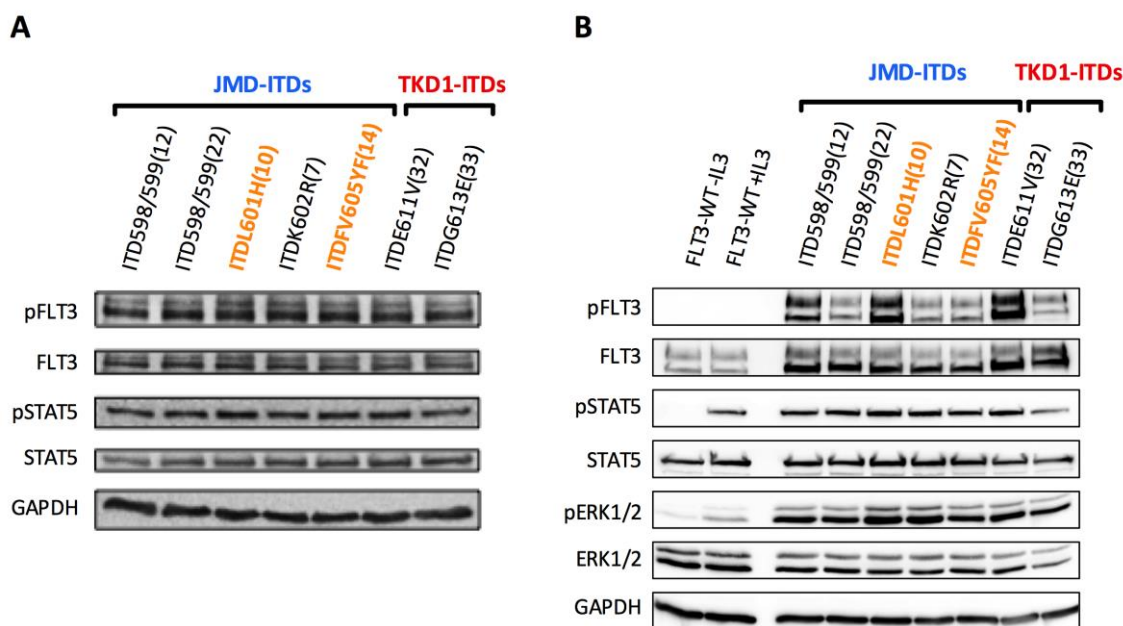 A
JMD-ITDs
TKD1-ITDs
ITD598/599(12)
ITD598/599(22)
ITDL601H(10)
ITDK602R(7)
ITDFV605YF(14)
ITDE611V(32)
ITDG613E(33)
pFLT3
FLT3
pSTAT5
STAT5
GAPDH
B
JMD-ITDs
TKD1-ITDs
FLT3-WT-IL3
FLT3-WT+IL3
ITD598/599(12)
ITD598/599(22)
ITDL601H(10)
ITDK602R(7)
ITDFV605YF(14)
ITDE611V(32)
ITDG613E(33)
pFLT3
FLT3
pSTAT5
STAT5
pERK1/2
ERK1/2
GAPDH